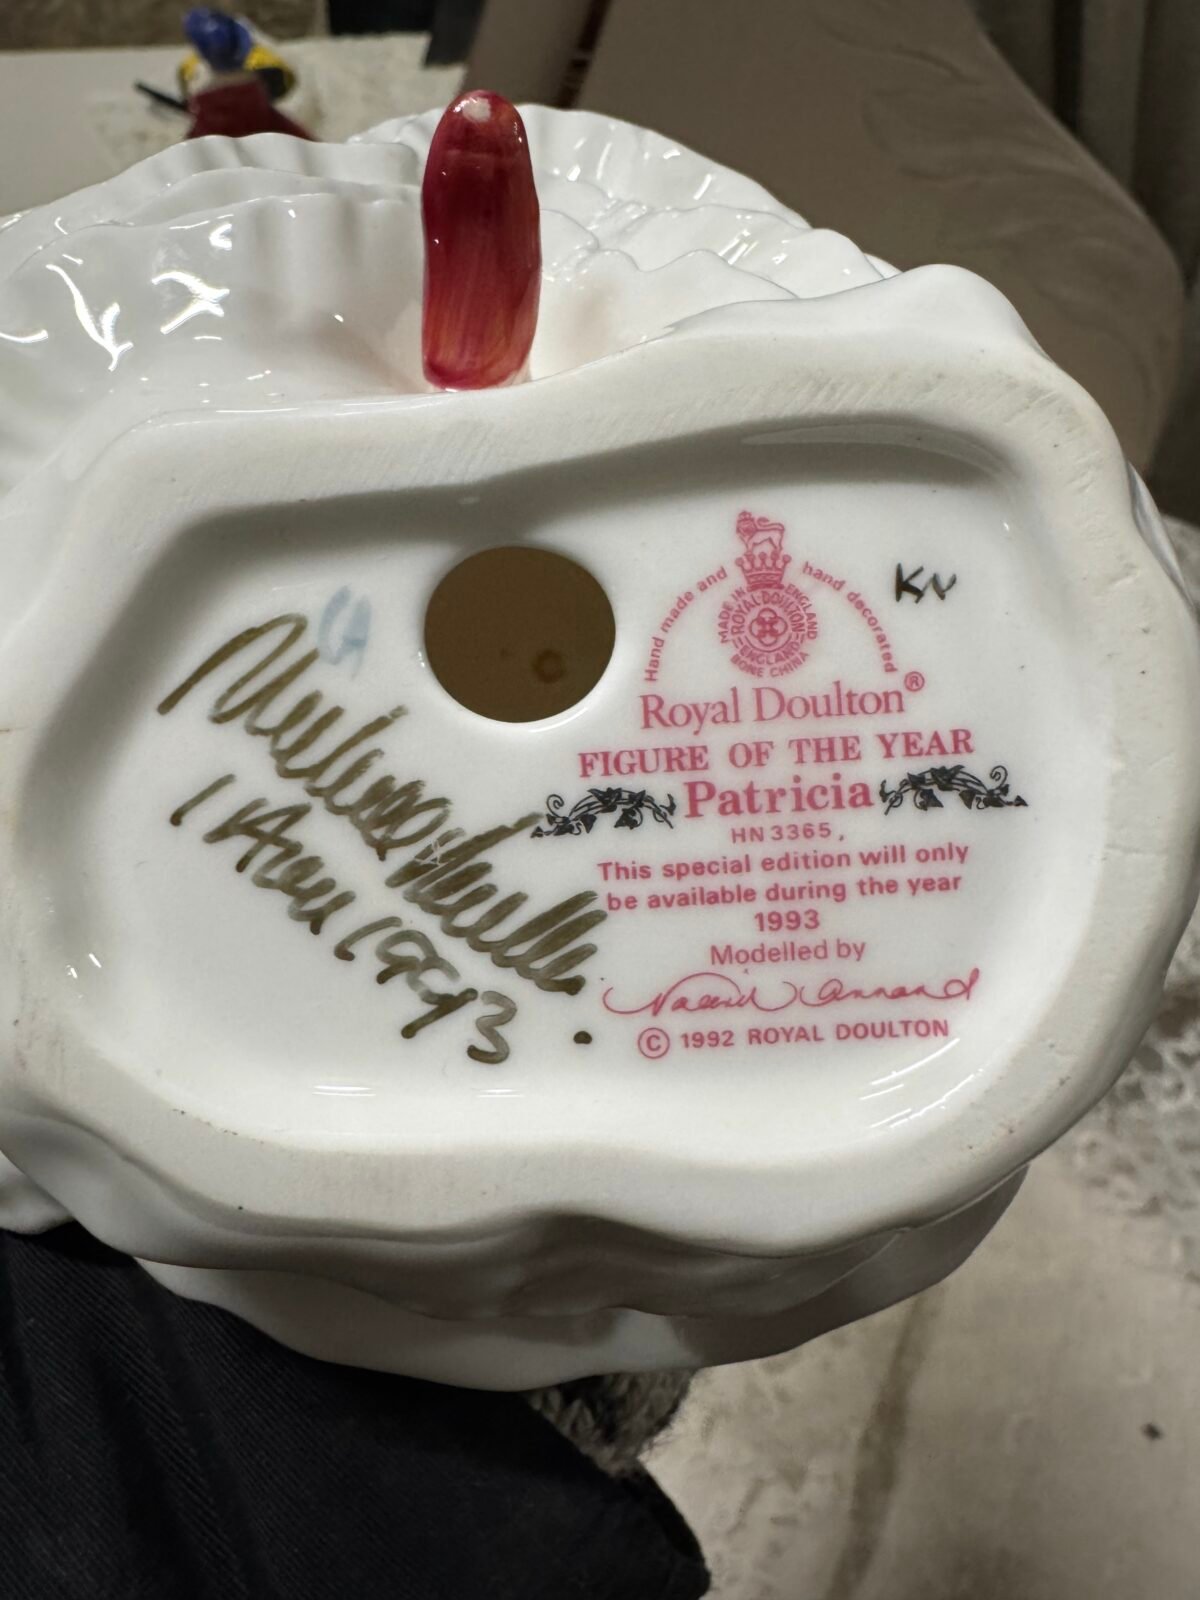 Hand made and hand decorated
MADE IN ENGLAND
ROYAL DOULTON
ENGLAND
BONE CHINA
Royal Doulton®
FIGURE OF THE YEAR
Patricia
HN 3365.
This special edition will only
be available during the year
1993
Modelled by
© 1992 ROYAL DOULTON
KN
1993.